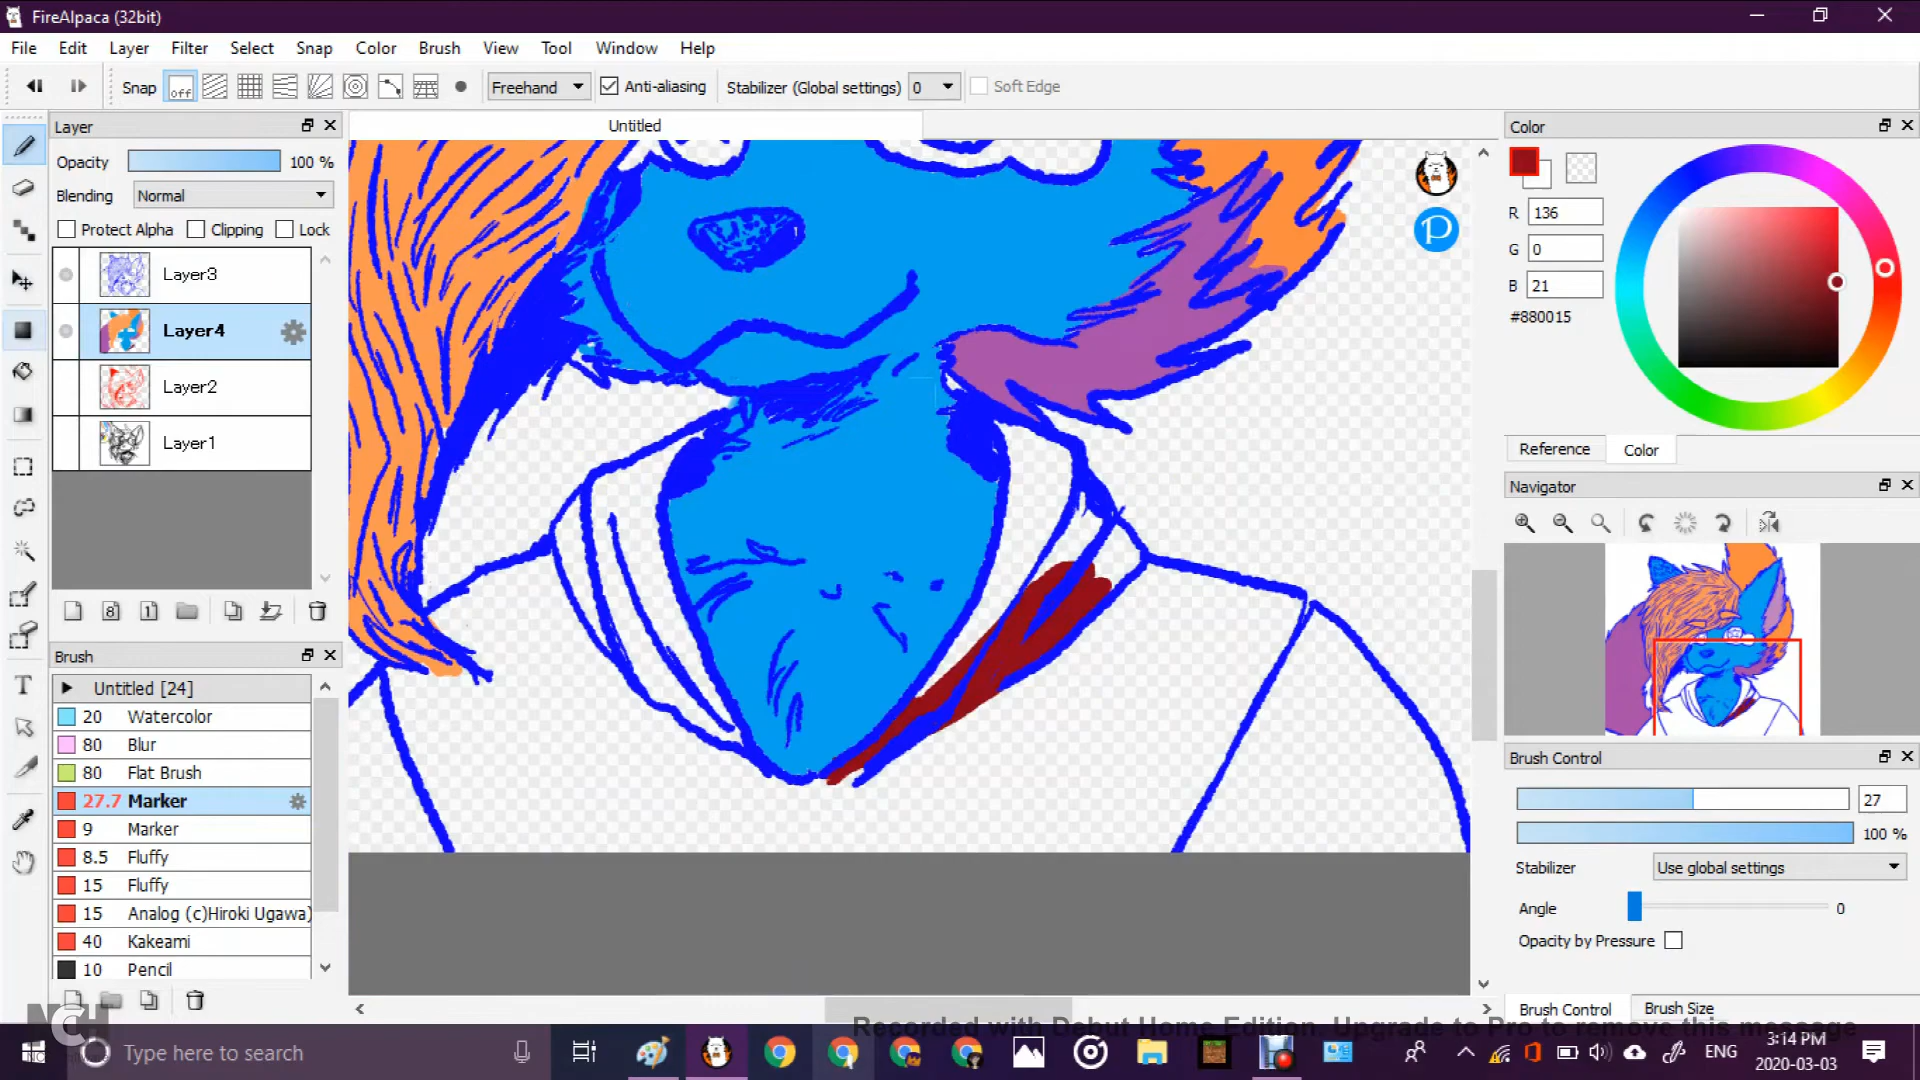 FireAlpaca (32bit)
File Edit Layer Filter Select Snap Color Brush View Tool Window Help
Snap off Freehand Anti-aliasing Stabilizer (Global settings) 0 Soft Edge
Layer
Untitled
Color
Opacity 100 %
Blending Normal
Protect Alpha Clipping Lock
R 136
G 0
B 21
#880015
Layer3
Layer4
Layer2
Layer1
Reference Color
Navigator
8 1
Brush
Untitled [24]
20 Watercolor
80 Blur
80 Flat Brush
27.7 Marker
9 Marker
8.5 Fluffy
15 Fluffy
15 Analog (c)Hiroki Ugawa)
40 Kakeami
10 Pencil
T
P
Brush Control
27
100 %
Stabilizer Use global settings
Angle 0
Opacity by Pressure
Brush Control Brush Size
NCH
Recorded with Debut Home Edition. Upgrade to Pro to remove this message
Type here to search
ENG
3:14 PM
2020-03-03